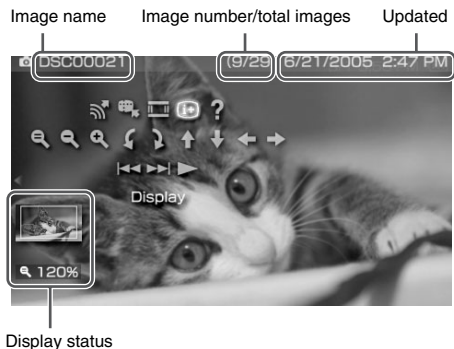 Image name Image number/total images Updated
DSC00021 (9/29) 6/21/2005 2:47 PM
?
Display
120%
Display status